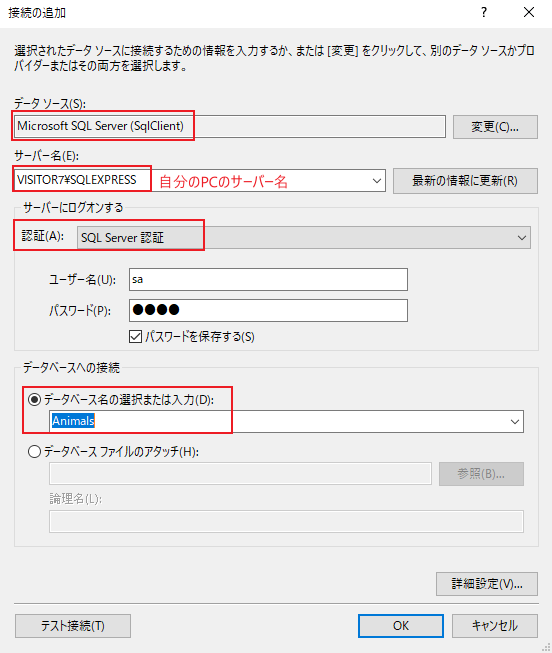 接続の追加
? ×
選択されたデータ ソースに接続するための情報を入力するか、または [変更] をクリックして、別のデータ ソースかプロ
バイダーまたはその両方を選択します。
データ ソース(S):
Microsoft SQL Server (SqlClient)
変更(C)...
サーバー名(E):
VISITOR7¥SQLEXPRESS
自分のPCのサーバー名
最新の情報に更新(R)
サーバーにログオンする
認証(A):
SQL Server 認証
ユーザー名(U):
sa
パスワード(P):
●●●●
パスワードを保存する(S)
データベースへの接続
データベース名の選択または入力(D):
Animals
データベース ファイルのアタッチ(H):
参照(B)...
論理名(L):
詳細設定(V)...
テスト接続(T)
OK
キャンセル